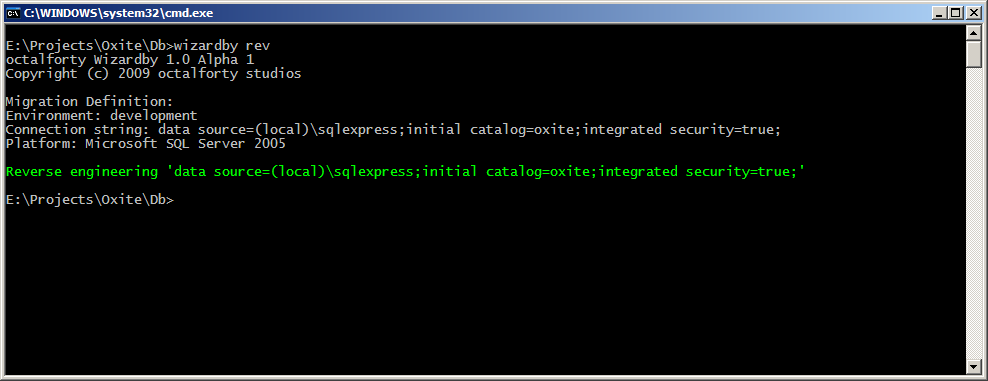 C:\WINDOWS\system32\cmd.exe
E:\Projects\Oxite\Db>wizardby rev
octalforty Wizardby 1.0 Alpha 1
Copyright (c) 2009 octalforty studios
Migration Definition:
Environment: development
Connection string: data source=(local)\sqlexpress;initial catalog=oxite;integrated security=true;
Platform: Microsoft SQL Server 2005
Reverse engineering 'data source=(local)\sqlexpress;initial catalog=oxite;integrated security=true;'
E:\Projects\Oxite\Db>